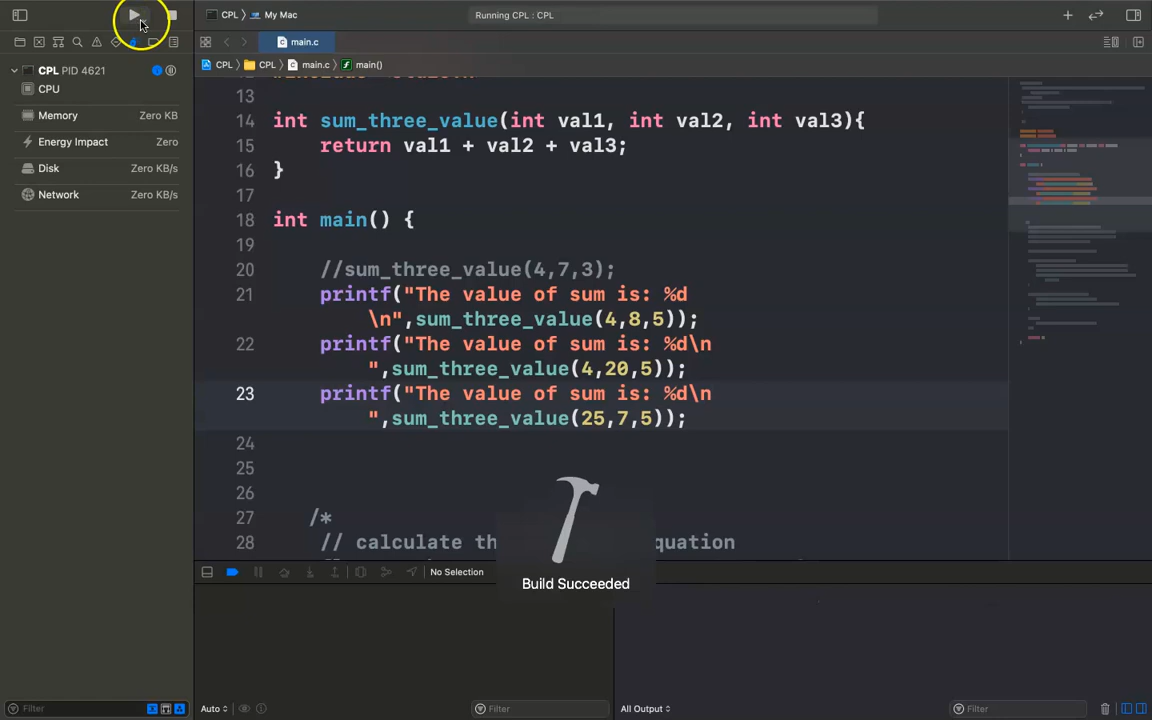 CPL 〉 My Mac
Running CPL : CPL
main.c
CPL 〉 CPL 〉 main.c 〉 main()
CPL PID 4621
CPU
Memory Zero KB
Energy Impact Zero
Disk Zero KB/s
Network Zero KB/s
13
14 int sum_three_value(int val1, int val2, int val3){
15 return val1 + val2 + val3;
16 }
17
18 int main() {
19
20 //sum_three_value(4,7,3);
21 printf("The value of sum is: %d
\n",sum_three_value(4,8,5));
22 printf("The value of sum is: %d\n
",sum_three_value(4,20,5));
23 printf("The value of sum is: %d\n
",sum_three_value(25,7,5));
24
25
26
27 /*
28 // calculate th quation
Build Succeeded
No Selection
Filter
Auto
Filter
All Output
Filter